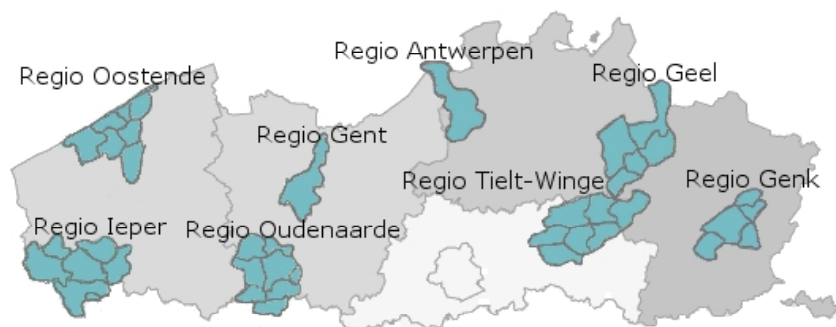 Regio Antwerpen
Regio Oostende
Regio Geel
Regio Gent
Regio Tielt-Winge
Regio Genk
Regio Ieper
Regio Oudenaarde